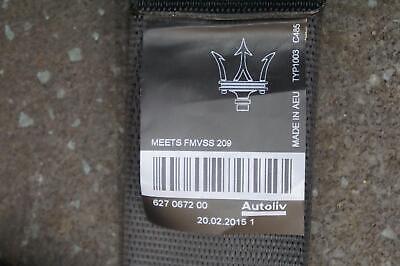 MADE IN AEU TYP1003 C485
MEETS FMVSS 209
627 0672 00 Autoliv
20.02.2015 1